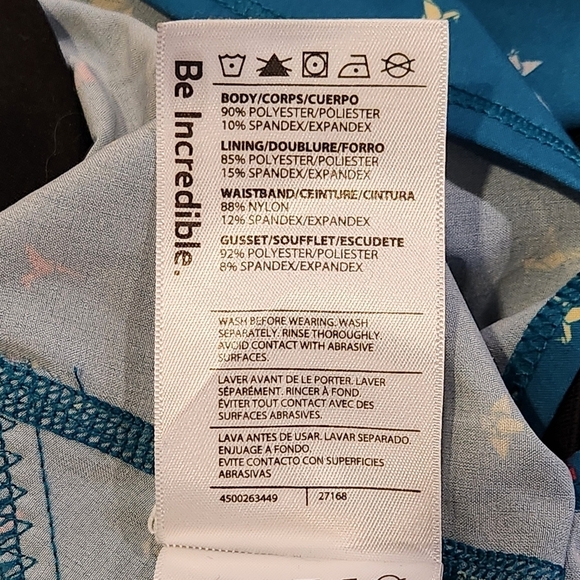 Be Incredible.
BODY/CORPS/CUERPO
90% POLYESTER/PÓLIESTER
10% SPANDEX/EXPANDEX
LINING/DOUBLURE/FORRO
85% POLYESTER/POLIESTER
15% SPANDEX/EXPANDEX
WAISTBAND/CEINTURE/CINTURA
88% NYLON
12% SPANDEX/EXPANDEX
GUSSET/SOUFFLET/ESCUDETE
92% POLYESTER/POLIESTER
8% SPANDEX/EXPANDEX
WASH BEFORE WEARING. WASH
SEPARATELY. RINSE THOROUGHLY.
AVOID CONTACT WITH ABRASIVE
SURFACES.
LAVER AVANT DE LE PORTER. LAVER
SÉPARÉMENT. RINCER À FOND.
ÉVITER TOUT CONTACT AVEC DES
SURFACES ABRASIVES.
LAVA ANTES DE USAR. LAVAR SEPARADO.
ENJUAGE A FONDO.
EVITE CONTACTO CON SUPERFICIES
ABRASIVAS
4500263449 27168